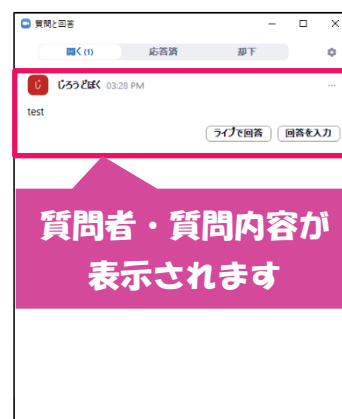 質問と回答
開く(1) 応答済 却下
じ じろうどばく 03:28 PM
test
ライブで回答 回答を入力
質問者・質問内容が
表示されます